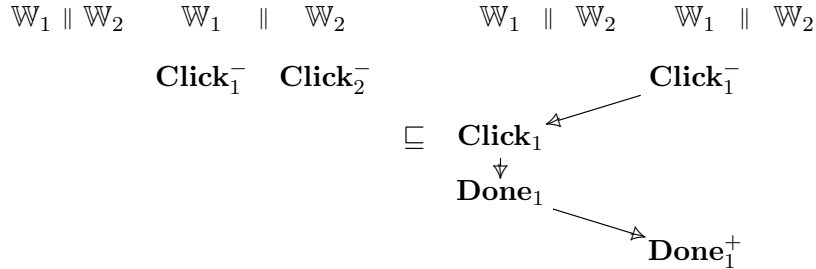 𝕎₁ ∥ 𝕎₂ 𝕎₁ ∥ 𝕎₂ 𝕎₁ ∥ 𝕎₂ 𝕎₁ ∥ 𝕎₂
Click₁⁻ Click₂⁻ Click₁⁻
⊑ Click₁
Done₁
Done₁⁺